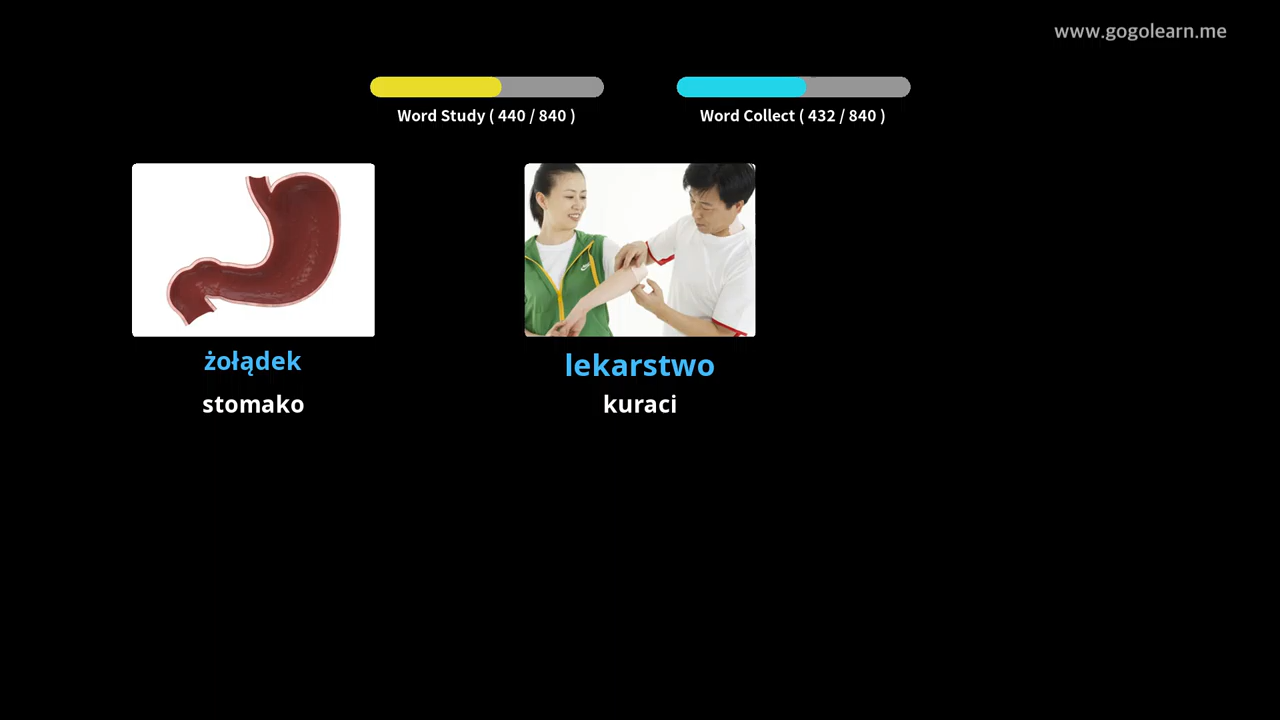 www.gogolearn.me
Word Study ( 440 / 840 )
Word Collect ( 432 / 840 )
żołądek
stomako
lekarstwo
kuraci